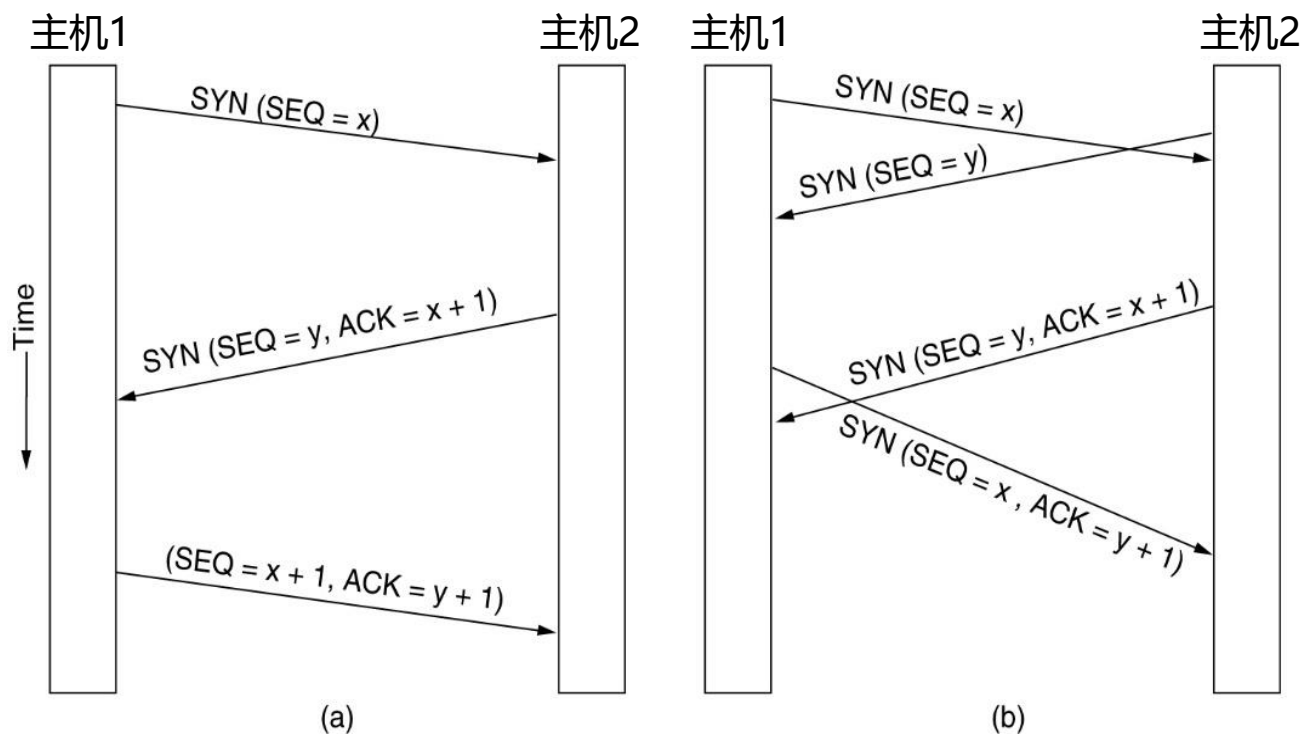 主机1 主机2 主机1 主机2
SYN (SEQ = x)
SYN (SEQ = y, ACK = x + 1)
(SEQ = x + 1, ACK = y + 1)
Time
(a)
SYN (SEQ = x)
SYN (SEQ = y)
SYN (SEQ = y, ACK = x + 1)
SYN (SEQ = x , ACK = y + 1)
(b)